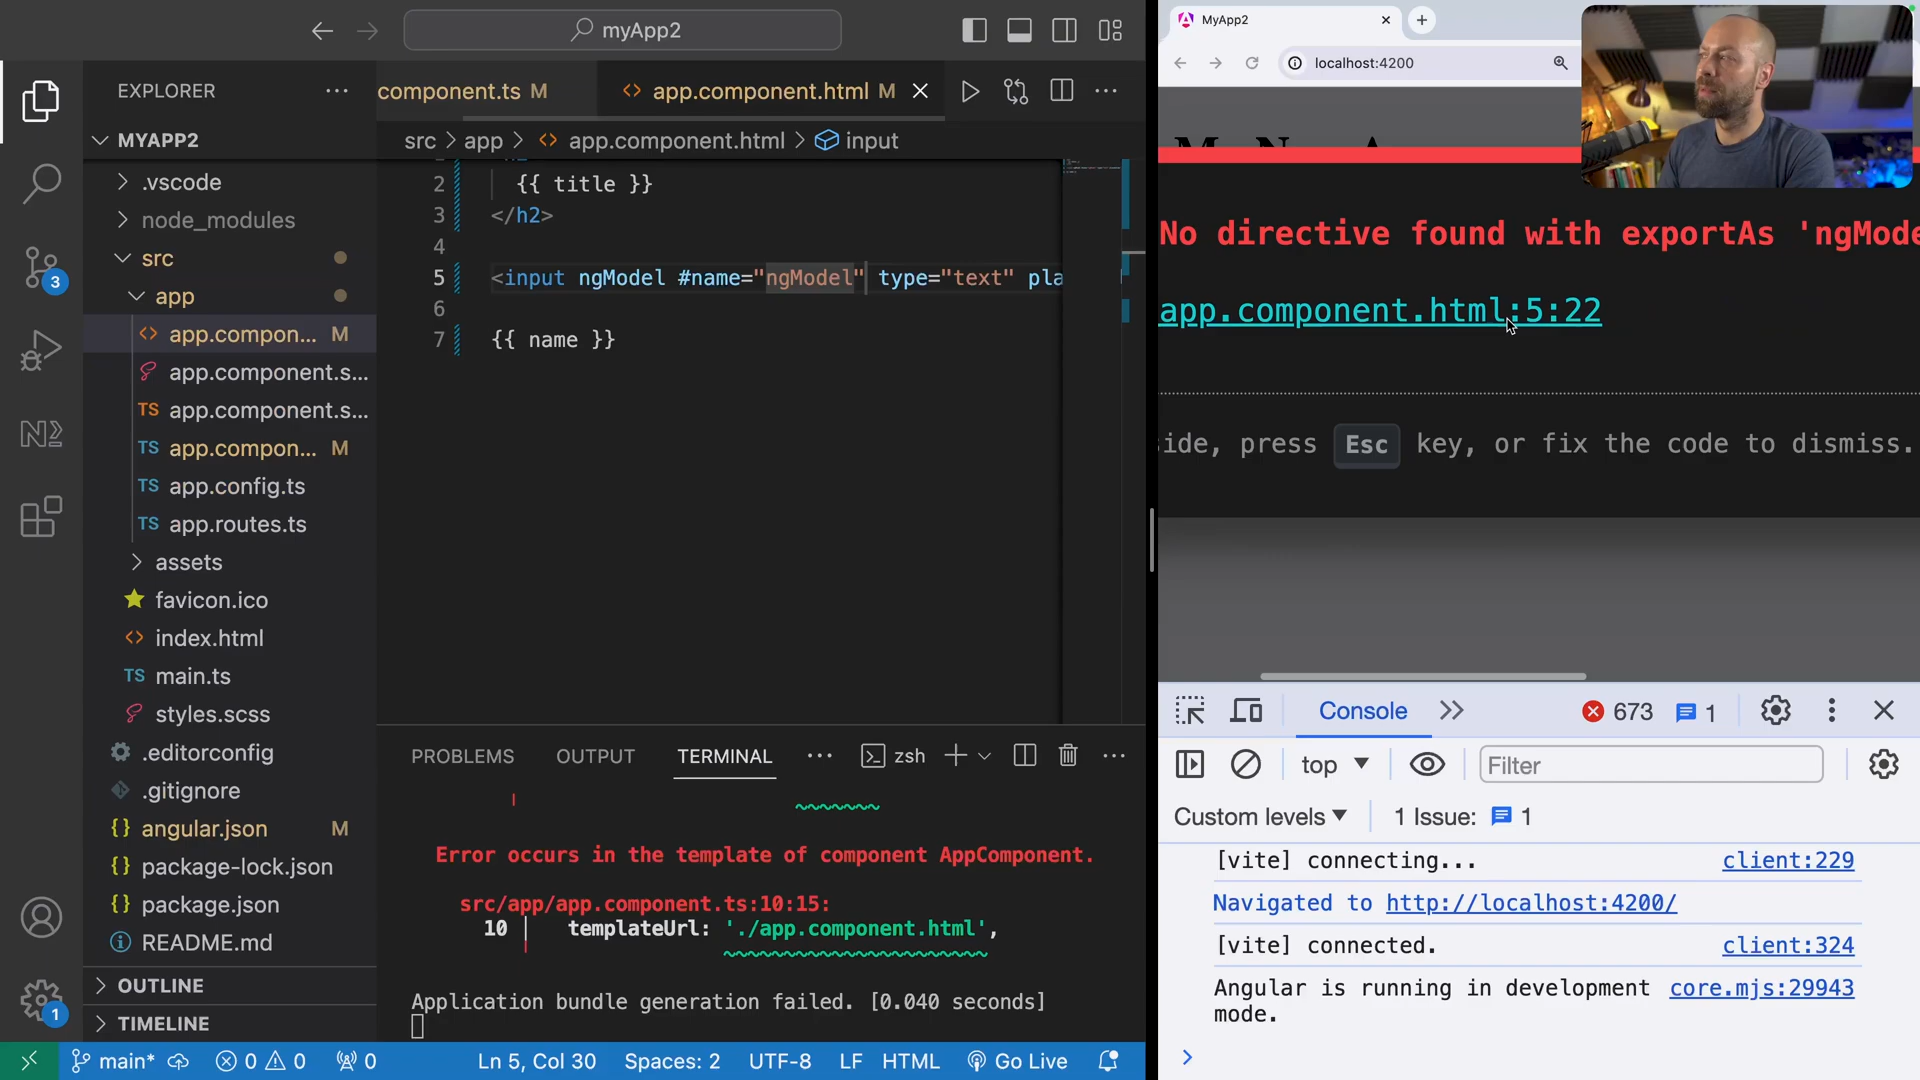 myApp2
EXPLORER
MYAPP2
.vscode
node_modules
src
app
app.compon... M
app.component.s...
app.component.s...
app.compon... M
app.config.ts
app.routes.ts
assets
favicon.ico
index.html
main.ts
styles.scss
.editorconfig
.gitignore
angular.json M
package-lock.json
package.json
README.md
OUTLINE
TIMELINE
3
1
component.ts M
app.component.html M
src > app > app.component.html > input
2 {{ title }}
3 </h2>
4
5 <input ngModel #name="ngModel" type="text" pla
6
7 {{ name }}
PROBLEMS OUTPUT TERMINAL ... zsh
Error occurs in the template of component AppComponent.
src/app/app.component.ts:10:15:
10 | templateUrl: './app.component.html',
Application bundle generation failed. [0.040 seconds]
main* 0 0 0 Ln 5, Col 30 Spaces: 2 UTF-8 LF HTML Go Live
MyApp2
localhost:4200
No directive found with exportAs 'ngMode
app.component.html:5:22
ide, press Esc key, or fix the code to dismiss.
Console 673 1
top Filter
Custom levels 1 Issue: 1
[vite] connecting... client:229
Navigated to http://localhost:4200/
[vite] connected. client:324
Angular is running in development core.mjs:29943
mode.